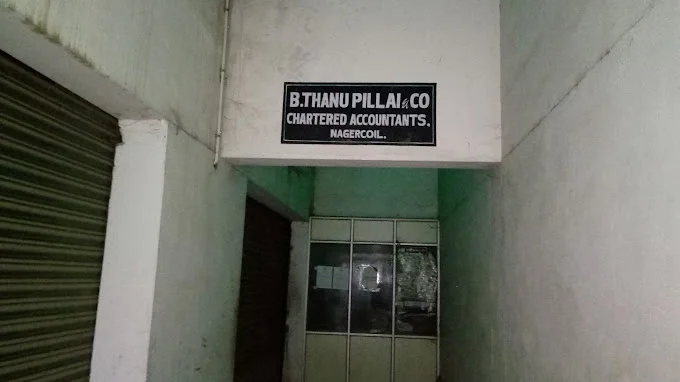 B.THANU PILLAI & CO
CHARTERED ACCOUNTANTS.
NAGERCOIL.